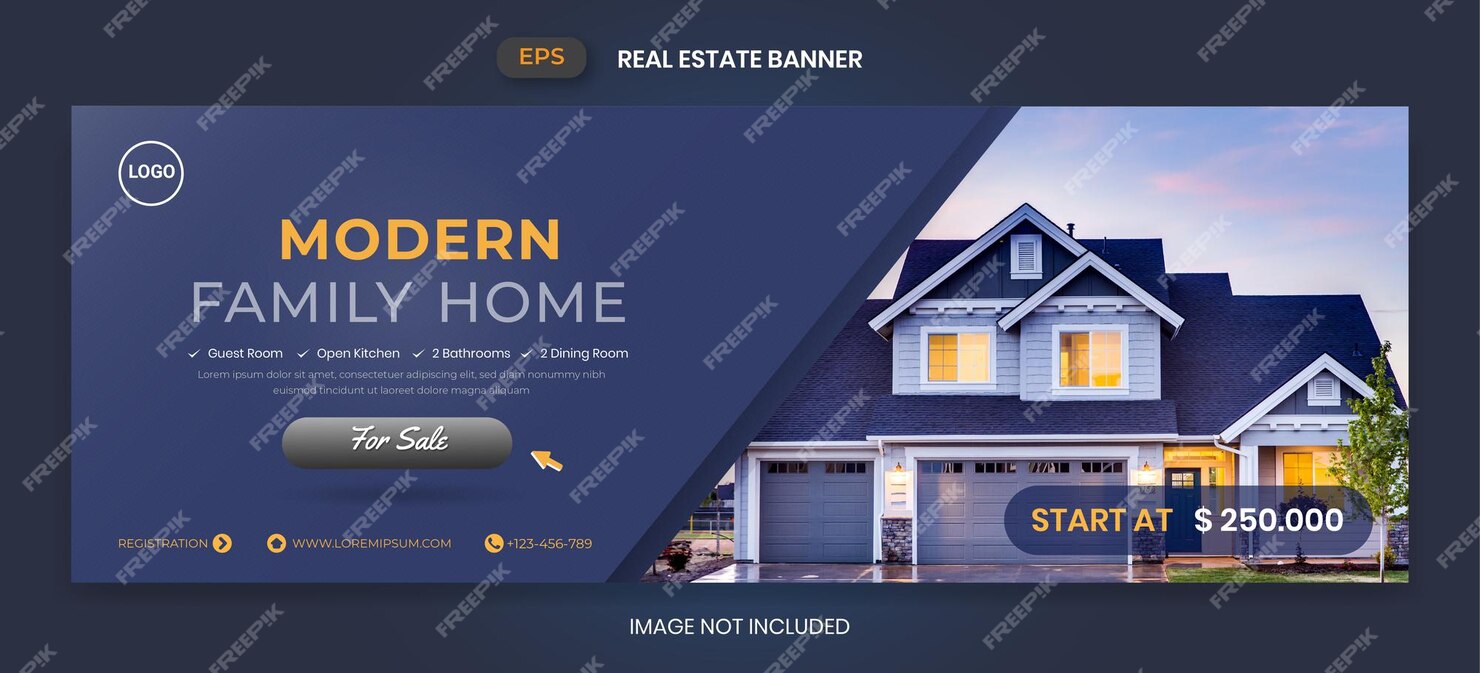 EPS REAL ESTATE BANNER
LOGO
MODERN
FAMILY HOME
Guest Room Open Kitchen 2 Bathrooms 2 Dining Room
Lorem ipsum dolor sit amet, consectetuer adipiscing elit, sed diam nonummy nibh
euismod tincidunt ut laoreet dolore magna aliquam
For Sale
START AT $ 250.000
REGISTRATION WWW.LOREMIPSUM.COM +123-456-789
IMAGE NOT INCLUDED
FREEPIK